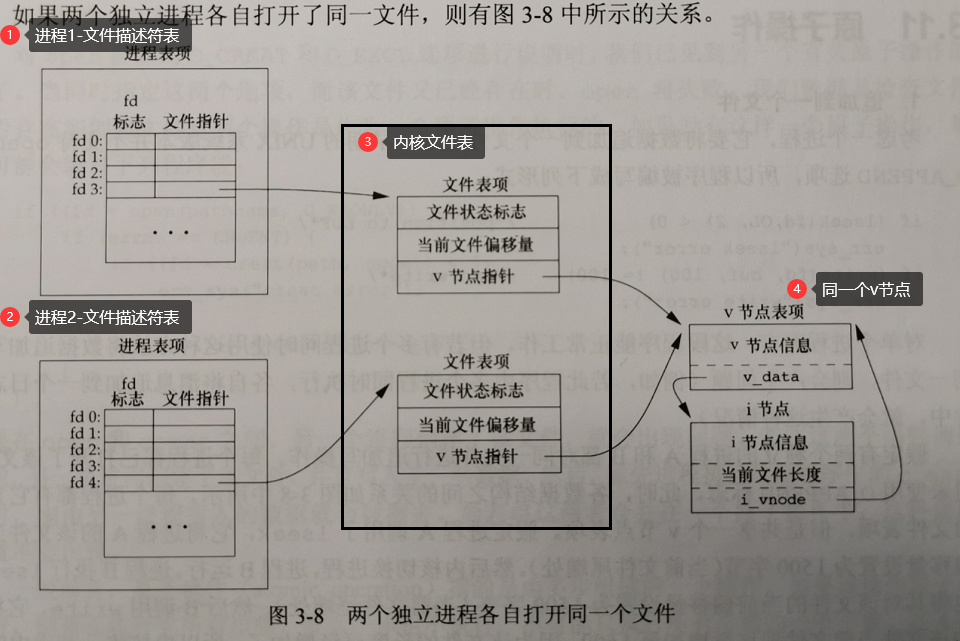 如果两个独立进程各自打开了同一文件，则有图 3-8 中所示的关系。
1 进程1-文件描述符表
进程表项
fd
标志 文件指针
fd 0:
fd 1:
fd 2:
fd 3:
...
3 内核文件表
文件表项
文件状态标志
当前文件偏移量
v 节点指针
4 同一个v节点
v 节点表项
v 节点信息
v_data
i 节点
i 节点信息
当前文件长度
i_vnode
2 进程2-文件描述符表
进程表项
fd
标志 文件指针
fd 0:
fd 1:
fd 2:
fd 3:
fd 4:
...
文件表项
文件状态标志
当前文件偏移量
v 节点指针
图 3-8 两个独立进程各自打开同一个文件